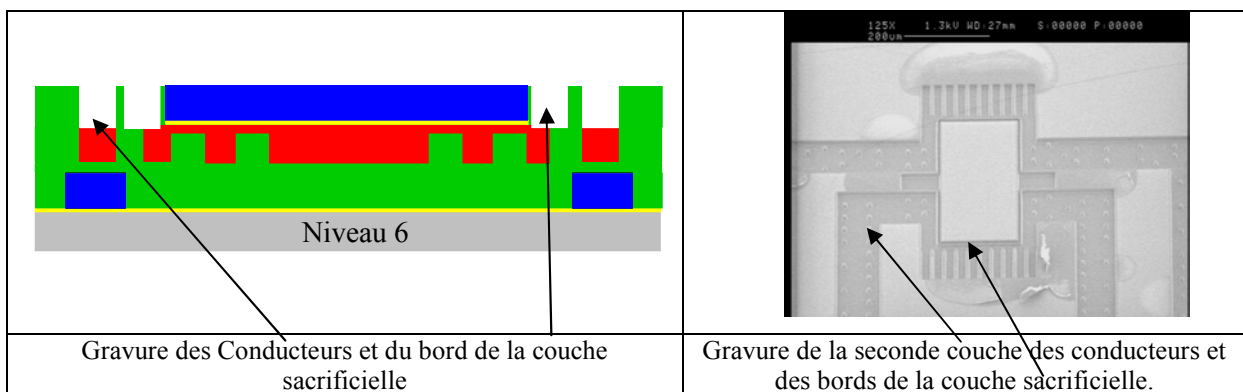 Niveau 6
125X 1.3kV WD:27mm S:00000 P:00000
200um
Gravure des Conducteurs et du bord de la couche
sacrificielle
Gravure de la seconde couche des conducteurs et
des bords de la couche sacrificielle.